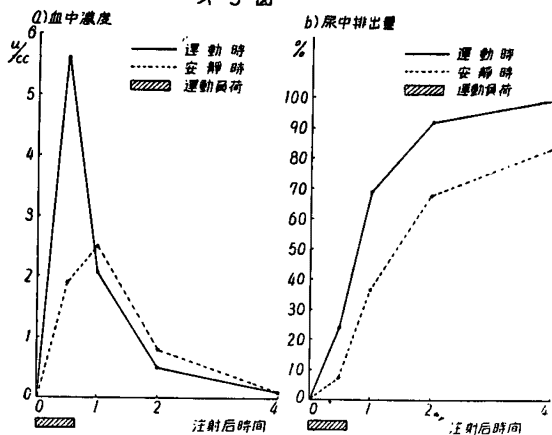 a)血中濃度
u/cc
運動時
安静時
運動負荷
6
5
4
3
2
1
0
0 1 2 4
注射后時間
b)尿中排出量
%
運動時
安静時
運動負荷
100
90
80
70
60
50
40
30
20
10
0
0 1 2 4
注射后時間